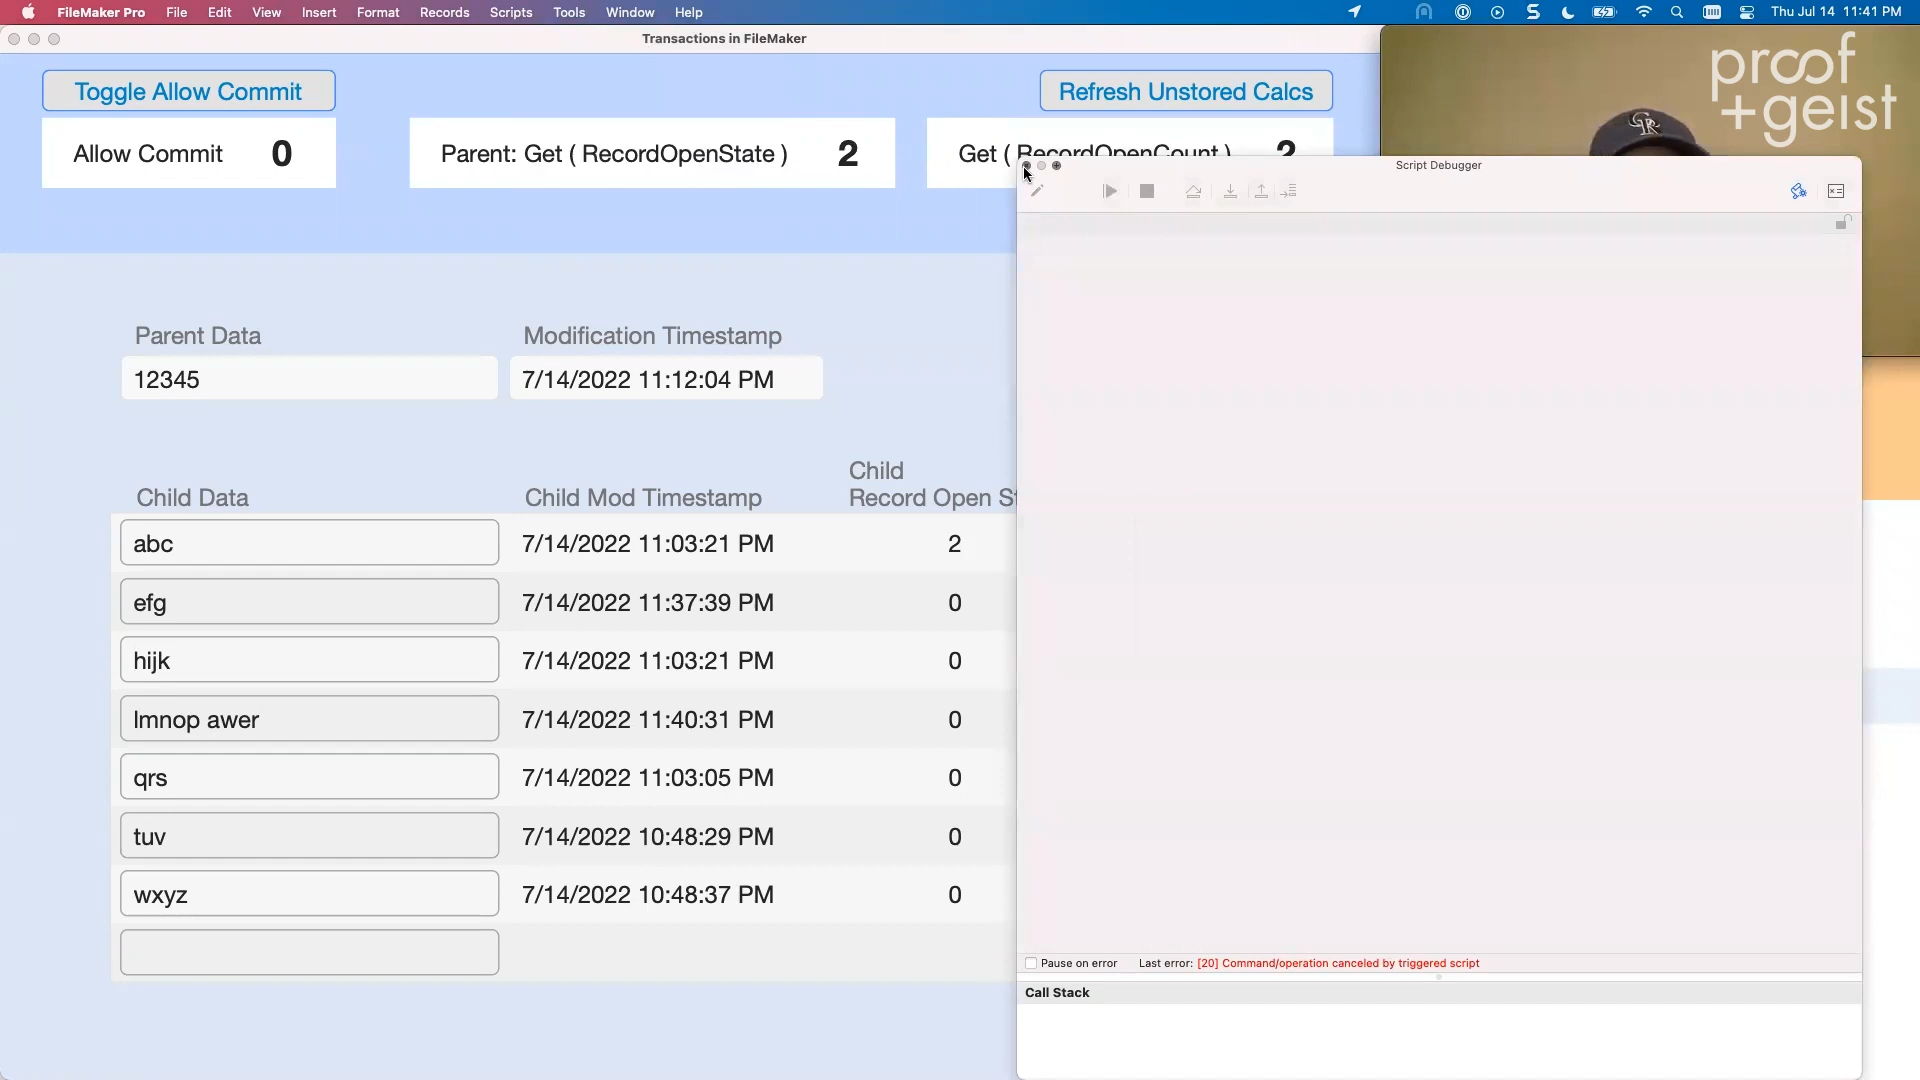 FileMaker Pro File Edit View Insert Format Records Scripts Tools Window Help Thu Jul 14 11:41 PM
Transactions in FileMaker
proof
+geist
Toggle Allow Commit
Refresh Unstored Calcs
Allow Commit 0
Parent: Get ( RecordOpenState ) 2
Get ( RecordOpenCount ) 2
Script Debugger
Parent Data Modification Timestamp
12345 7/14/2022 11:12:04 PM
Child
Child Data Child Mod Timestamp Record Open St
abc 7/14/2022 11:03:21 PM 2
efg 7/14/2022 11:37:39 PM 0
hijk 7/14/2022 11:03:21 PM 0
lmnop awer 7/14/2022 11:40:31 PM 0
qrs 7/14/2022 11:03:05 PM 0
tuv 7/14/2022 10:48:29 PM 0
wxyz 7/14/2022 10:48:37 PM 0
Pause on error Last error: [20] Command/operation canceled by triggered script
Call Stack